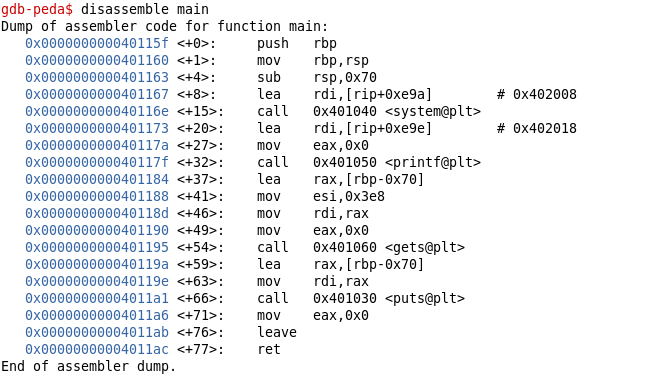 gdb-peda$ disassemble main
Dump of assembler code for function main:
   0x000000000040115f <+0>:	push   rbp
   0x0000000000401160 <+1>:	mov    rbp,rsp
   0x0000000000401163 <+4>:	sub    rsp,0x70
   0x0000000000401167 <+8>:	lea    rdi,[rip+0xe9a]        # 0x402008
   0x000000000040116e <+15>:	call   0x401040 <system@plt>
   0x0000000000401173 <+20>:	lea    rdi,[rip+0xe9e]        # 0x402018
   0x000000000040117a <+27>:	mov    eax,0x0
   0x000000000040117f <+32>:	call   0x401050 <printf@plt>
   0x0000000000401184 <+37>:	lea    rax,[rbp-0x70]
   0x0000000000401188 <+41>:	mov    esi,0x3e8
   0x000000000040118d <+46>:	mov    rdi,rax
   0x0000000000401190 <+49>:	mov    eax,0x0
   0x0000000000401195 <+54>:	call   0x401060 <gets@plt>
   0x000000000040119a <+59>:	lea    rax,[rbp-0x70]
   0x000000000040119e <+63>:	mov    rdi,rax
   0x00000000004011a1 <+66>:	call   0x401030 <puts@plt>
   0x00000000004011a6 <+71>:	mov    eax,0x0
   0x00000000004011ab <+76>:	leave
   0x00000000004011ac <+77>:	ret
End of assembler dump.